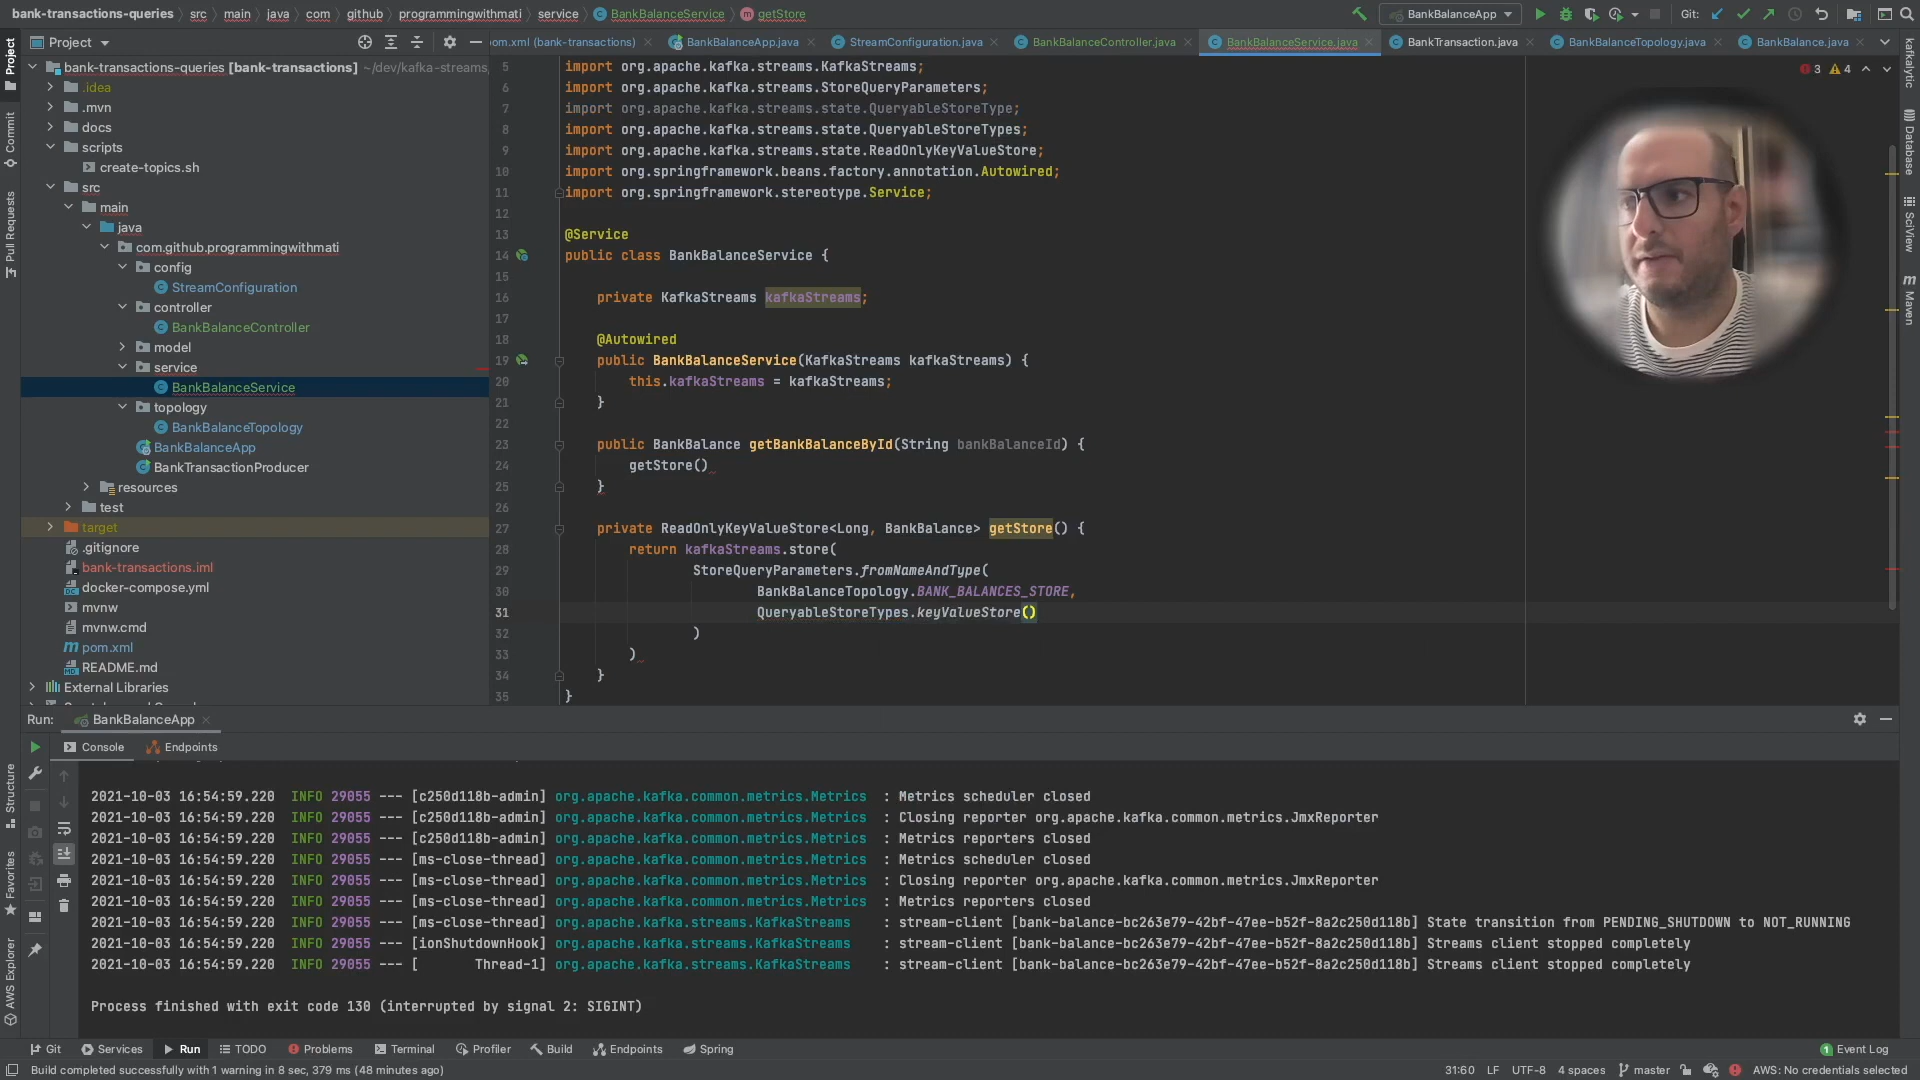 bank-transactions-queries src main java com github programmingwithmati service BankBalanceService getStore
BankBalanceApp
Git:
Project
pom.xml (bank-transactions)
BankBalanceApp.java
StreamConfiguration.java
BankBalanceController.java
BankBalanceService.java
BankTransaction.java
BankBalanceTopology.java
BankBalance.java
bank-transactions-queries [bank-transactions] ~/dev/kafka-streams,
.idea
.mvn
docs
scripts
create-topics.sh
src
main
java
com.github.programmingwithmati
config
StreamConfiguration
controller
BankBalanceController
model
service
BankBalanceService
topology
BankBalanceTopology
BankBalanceApp
BankTransactionProducer
resources
test
target
.gitignore
bank-transactions.iml
docker-compose.yml
mvnw
mvnw.cmd
pom.xml
README.md
External Libraries
3 4
5 import org.apache.kafka.streams.KafkaStreams;
6 import org.apache.kafka.streams.StoreQueryParameters;
7 import org.apache.kafka.streams.state.QueryableStoreType;
8 import org.apache.kafka.streams.state.QueryableStoreTypes;
9 import org.apache.kafka.streams.state.ReadOnlyKeyValueStore;
10 import org.springframework.beans.factory.annotation.Autowired;
11 import org.springframework.stereotype.Service;
12
13 @Service
14 public class BankBalanceService {
15
16 private KafkaStreams kafkaStreams;
17
18 @Autowired
19 public BankBalanceService(KafkaStreams kafkaStreams) {
20 this.kafkaStreams = kafkaStreams;
21 }
22
23 public BankBalance getBankBalanceById(String bankBalanceId) {
24 getStore()
25 }
26
27 private ReadOnlyKeyValueStore<Long, BankBalance> getStore() {
28 return kafkaStreams.store(
29 StoreQueryParameters.fromNameAndType(
30 BankBalanceTopology.BANK_BALANCES_STORE,
31 QueryableStoreTypes.keyValueStore()
32 )
33 )
34 }
35 }
Project
Commit
Pull Requests
Structure
Favorites
AWS Explorer
kafkalytic
Database
SciView
Maven
Run: BankBalanceApp
Console Endpoints
2021-10-03 16:54:59.220 INFO 29055 --- [c250d118b-admin] org.apache.kafka.common.metrics.Metrics : Metrics scheduler closed
2021-10-03 16:54:59.220 INFO 29055 --- [c250d118b-admin] org.apache.kafka.common.metrics.Metrics : Closing reporter org.apache.kafka.common.metrics.JmxReporter
2021-10-03 16:54:59.220 INFO 29055 --- [c250d118b-admin] org.apache.kafka.common.metrics.Metrics : Metrics reporters closed
2021-10-03 16:54:59.220 INFO 29055 --- [ms-close-thread] org.apache.kafka.common.metrics.Metrics : Metrics scheduler closed
2021-10-03 16:54:59.220 INFO 29055 --- [ms-close-thread] org.apache.kafka.common.metrics.Metrics : Closing reporter org.apache.kafka.common.metrics.JmxReporter
2021-10-03 16:54:59.220 INFO 29055 --- [ms-close-thread] org.apache.kafka.common.metrics.Metrics : Metrics reporters closed
2021-10-03 16:54:59.220 INFO 29055 --- [ms-close-thread] org.apache.kafka.streams.KafkaStreams : stream-client [bank-balance-bc263e79-42bf-47ee-b52f-8a2c250d118b] State transition from PENDING_SHUTDOWN to NOT_RUNNING
2021-10-03 16:54:59.220 INFO 29055 --- [ionShutdownHook] org.apache.kafka.streams.KafkaStreams : stream-client [bank-balance-bc263e79-42bf-47ee-b52f-8a2c250d118b] Streams client stopped completely
2021-10-03 16:54:59.220 INFO 29055 --- [ Thread-1] org.apache.kafka.streams.KafkaStreams : stream-client [bank-balance-bc263e79-42bf-47ee-b52f-8a2c250d118b] Streams client stopped completely
Process finished with exit code 130 (interrupted by signal 2: SIGINT)
Git Services Run TODO Problems Terminal Profiler Build Endpoints Spring
1 Event Log
Build completed successfully with 1 warning in 8 sec, 379 ms (48 minutes ago)
31:60 LF UTF-8 4 spaces master AWS: No credentials selected